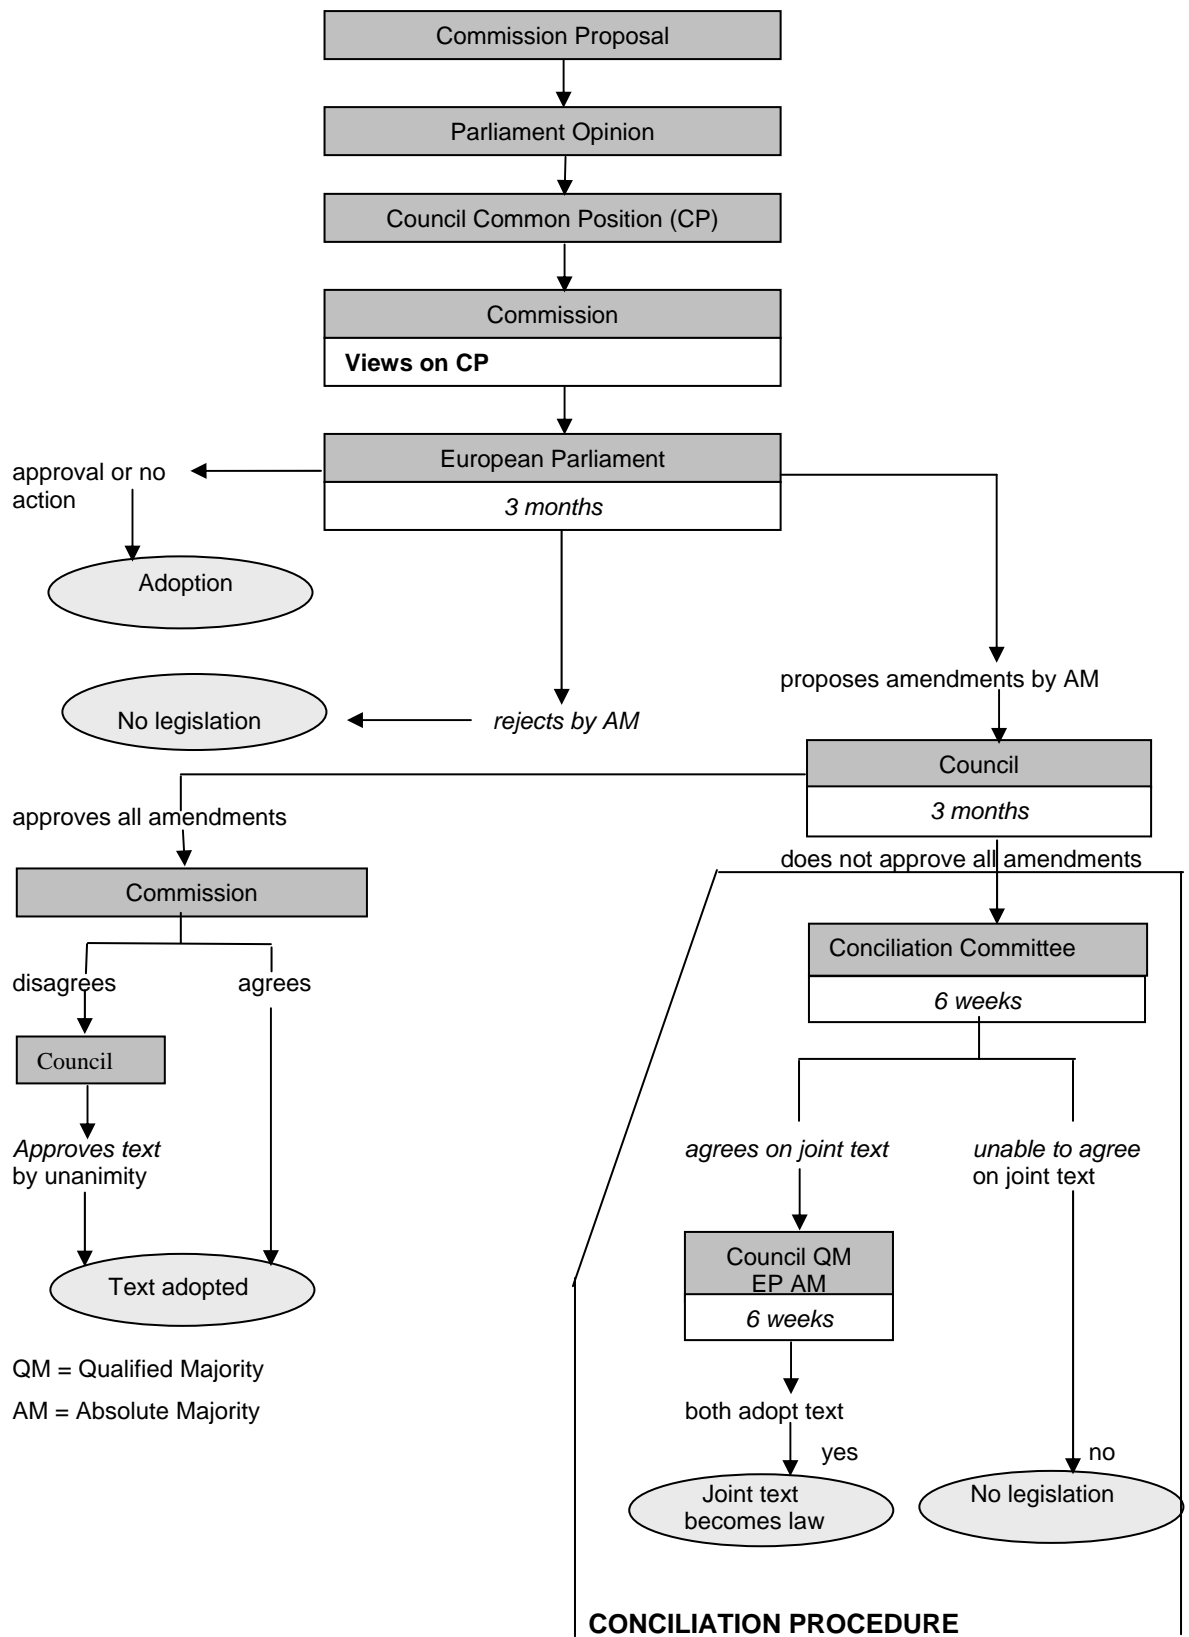 Commission Proposal
Parliament Opinion
Council Common Position (CP)
Commission
Views on CP
European Parliament
3 months
approval or no
action
Adoption
proposes amendments by AM
No legislation
rejects by AM
Council
3 months
approves all amendments
does not approve all amendments
Commission
Conciliation Committee
6 weeks
disagrees
agrees
Council
Approves text
by unanimity
agrees on joint text
unable to agree
on joint text
Council QM
EP AM
6 weeks
Text adopted
QM = Qualified Majority
AM = Absolute Majority
both adopt text
yes
no
Joint text
becomes law
No legislation
CONCILIATION PROCEDURE